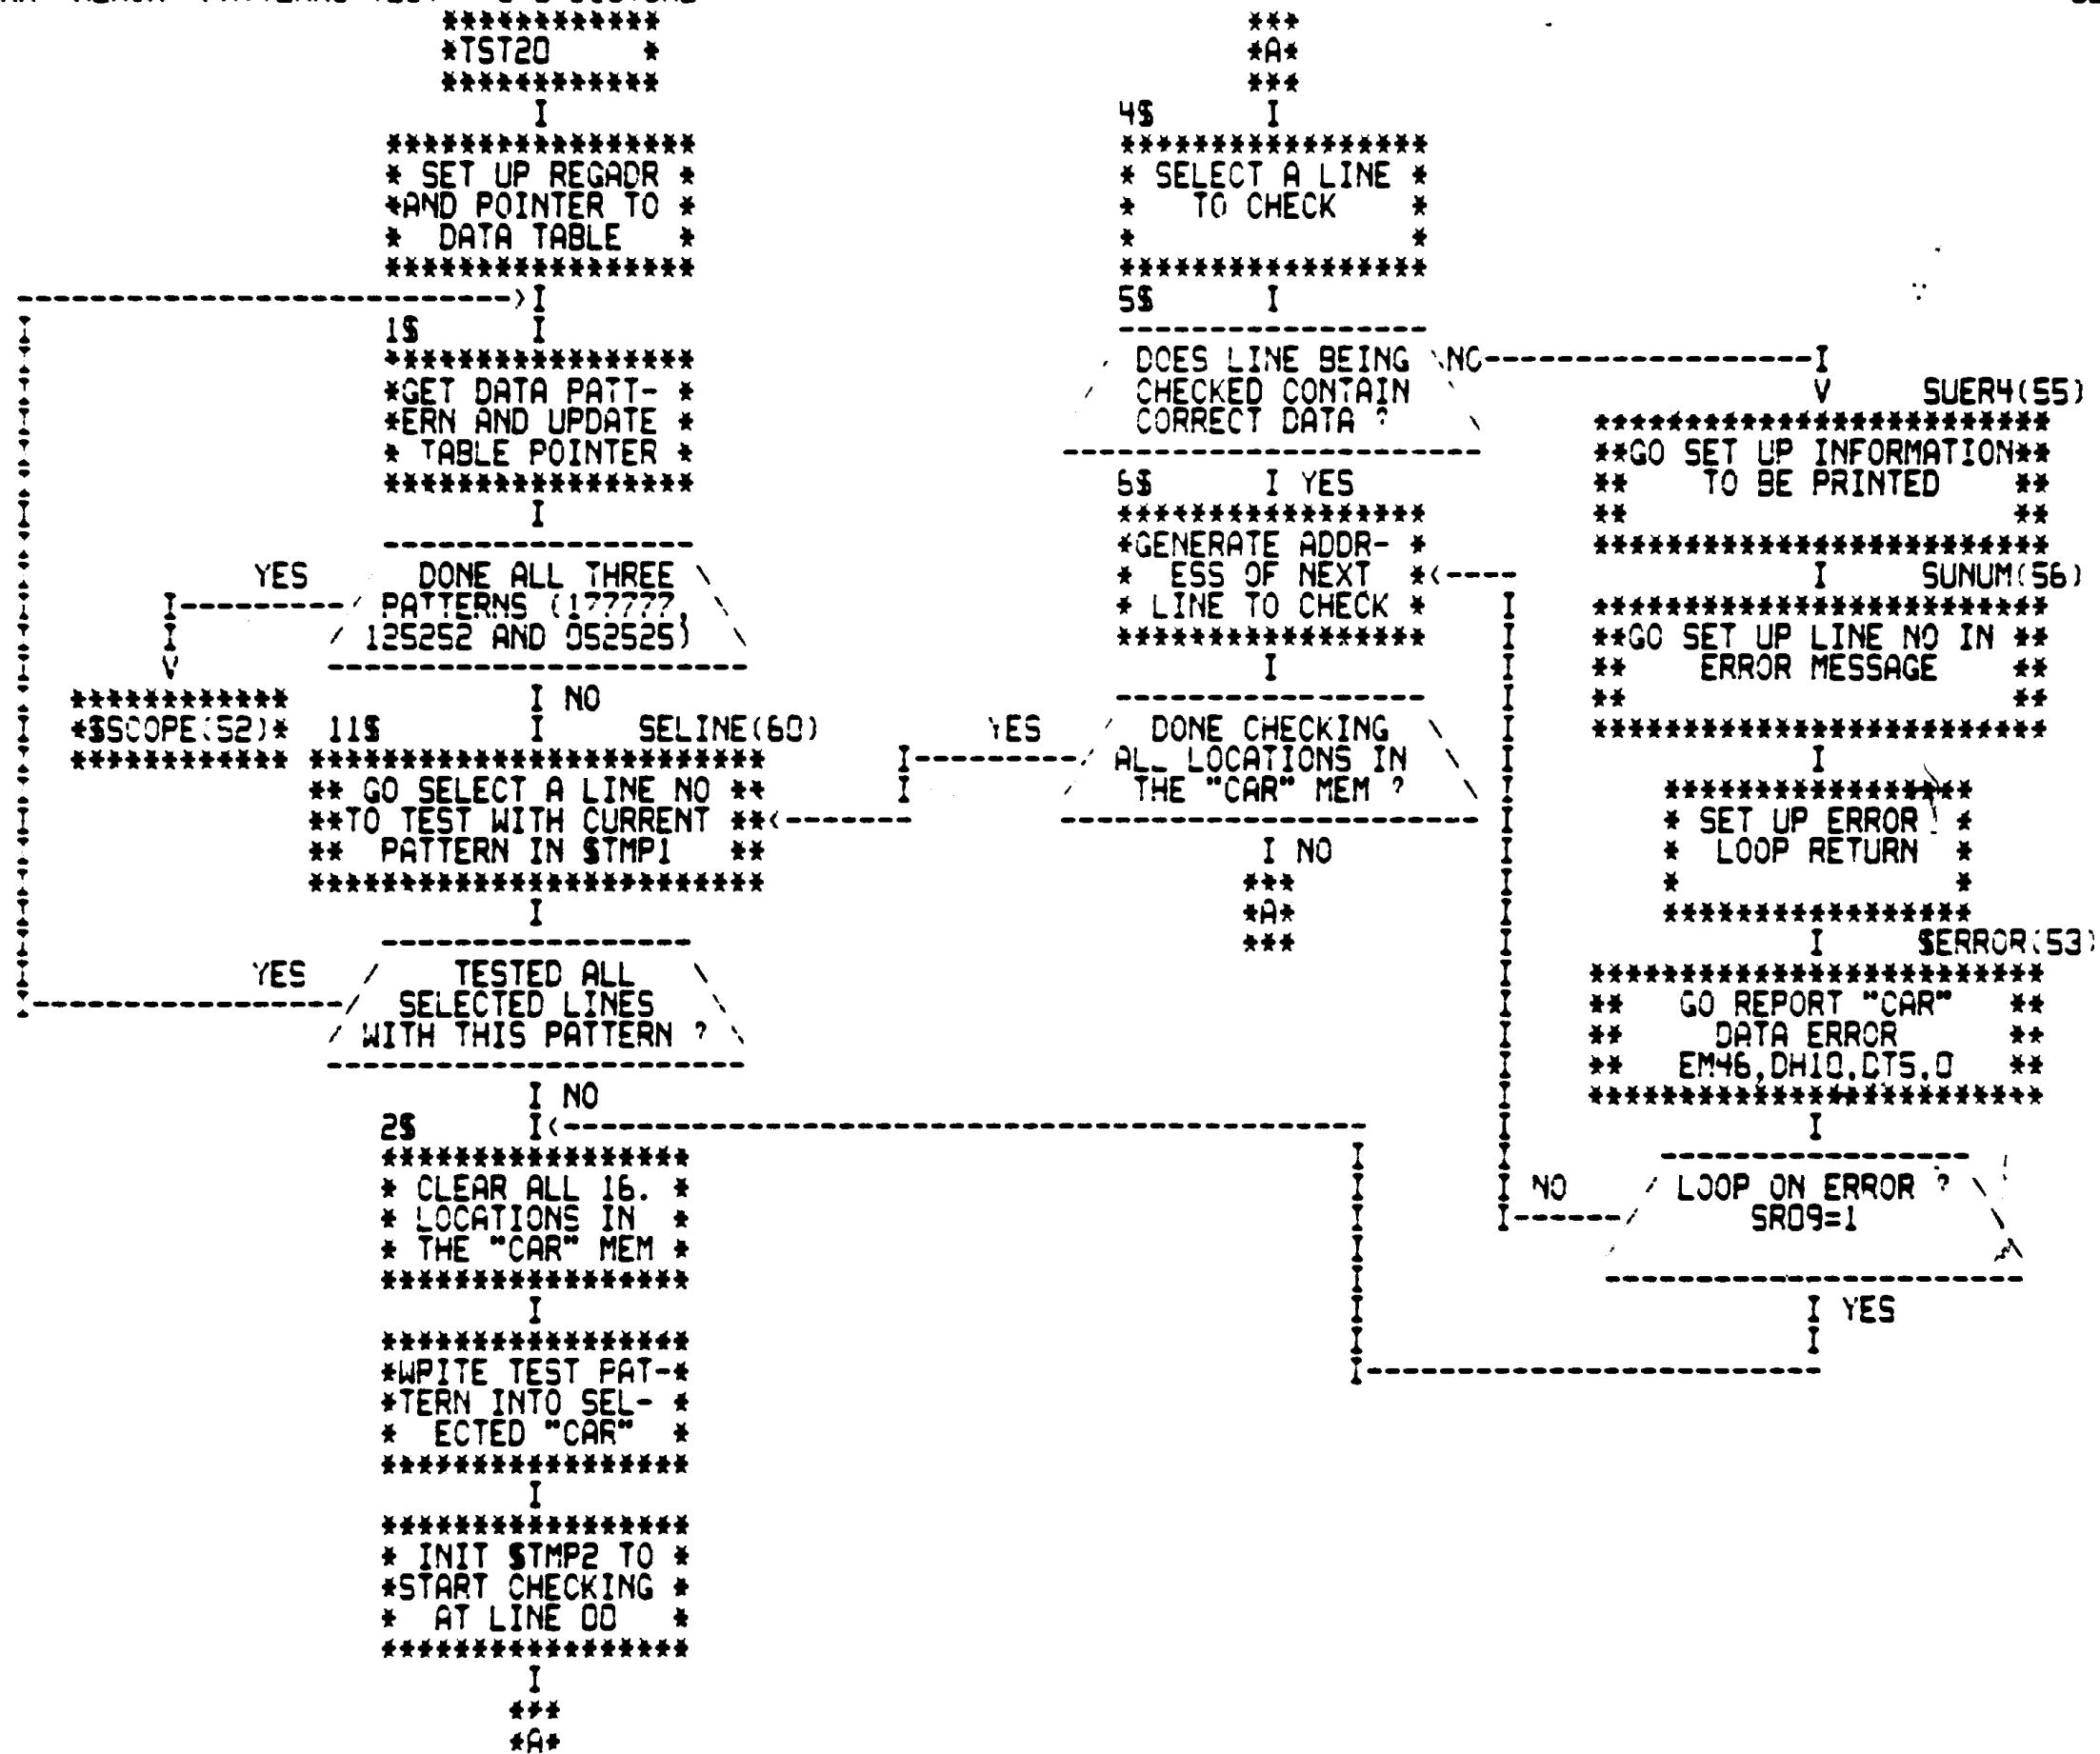 TST20
SET UP REGADR
AND POINTER TO
DATA TABLE
1$
GET DATA PATT-
ERN AND UPDATE
TABLE POINTER
YES
DONE ALL THREE
PATTERNS (177777,
125252 AND 052525)
NO
$SCOPE(52)
11$ SELINE(60)
GO SELECT A LINE NO
TO TEST WITH CURRENT
PATTERN IN $TMP1
YES
TESTED ALL
SELECTED LINES
WITH THIS PATTERN ?
NO
2$
CLEAR ALL 16.
LOCATIONS IN
THE "CAR" MEM
WRITE TEST PAT-
TERN INTO SEL-
ECTED "CAR"
INIT $TMP2 TO
START CHECKING
AT LINE 00
A
A
4$
SELECT A LINE
TO CHECK
5$
DOES LINE BEING
CHECKED CONTAIN
CORRECT DATA ?
NO
6$ YES
GENERATE ADDR-
ESS OF NEXT
LINE TO CHECK
YES
DONE CHECKING
ALL LOCATIONS IN
THE "CAR" MEM ?
NO
A
SUER4(55)
GO SET UP INFORMATION
TO BE PRINTED
SUNUM(56)
GO SET UP LINE NO IN
ERROR MESSAGE
SET UP ERROR
LOOP RETURN
$ERROR(53)
GO REPORT "CAR"
DATA ERROR
EM46,DH10,DT5,0
NO
LOOP ON ERROR ?
SR09=1
YES